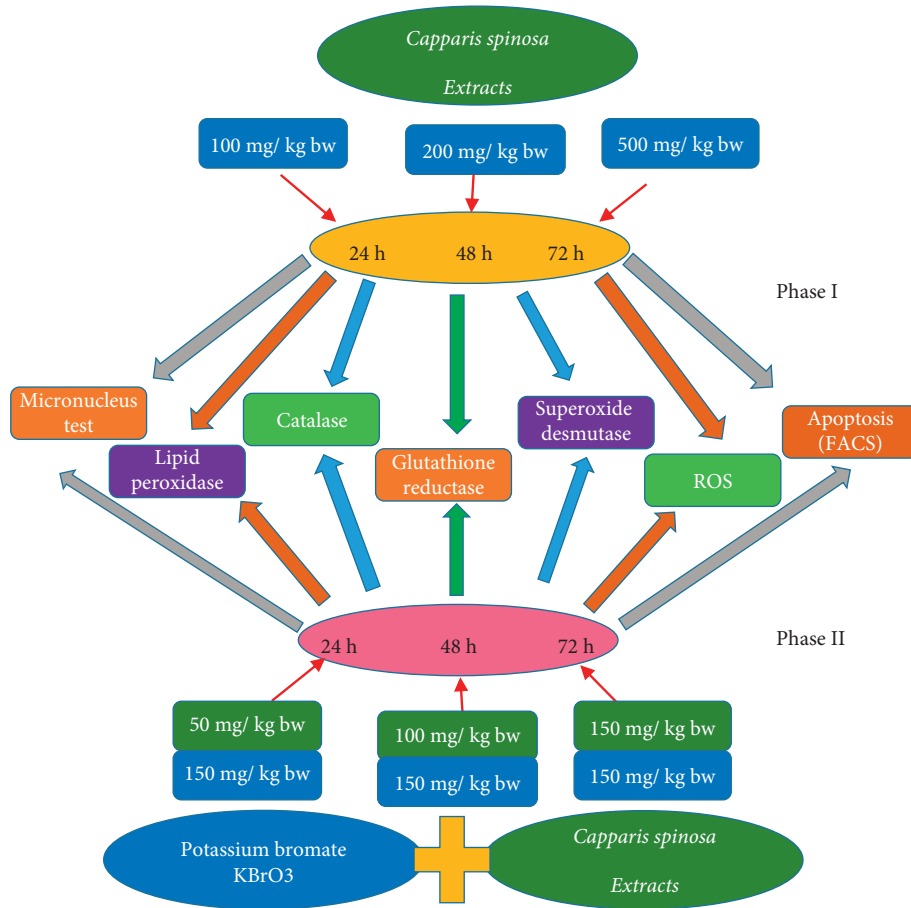 Capparis spinosa
Extracts
100 mg/ kg bw
200 mg/ kg bw
500 mg/ kg bw
24 h
48 h
72 h
Phase I
Micronucleus
test
Lipid
peroxidase
Catalase
Glutathione
reductase
Superoxide
desmutase
ROS
Apoptosis
(FACS)
Phase II
24 h
48 h
72 h
50 mg/ kg bw
150 mg/ kg bw
100 mg/ kg bw
150 mg/ kg bw
150 mg/ kg bw
150 mg/ kg bw
Potassium bromate
KBrO3
Capparis spinosa
Extracts